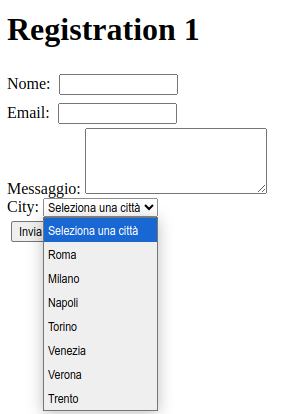 Registration 1
Nome:
Email:
Messaggio:
City: Seleziona una città
Invia
Seleziona una città
Roma
Milano
Napoli
Torino
Venezia
Verona
Trento